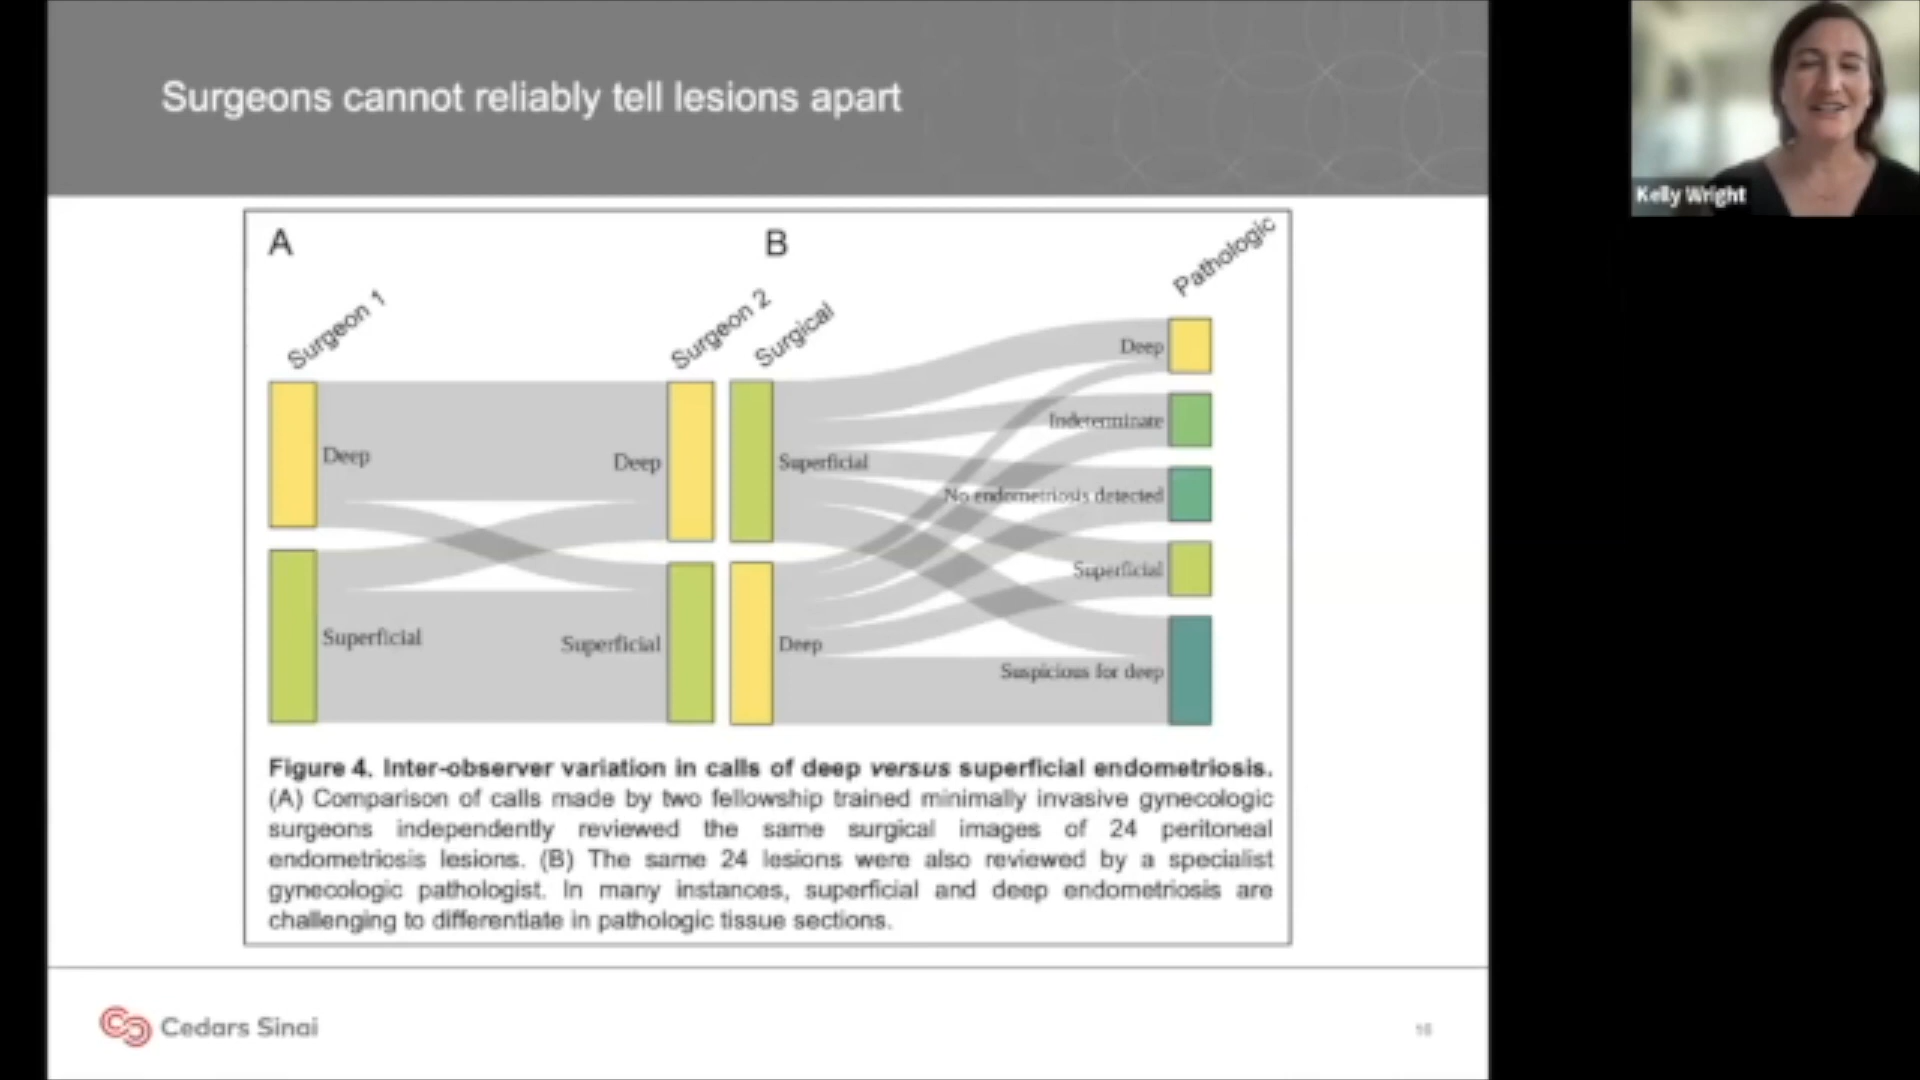 Surgeons cannot reliably tell lesions apart
Kelly Wright
A
B
Surgeon 1
Surgeon 2
Surgical
Pathologic
Deep
Superficial
Deep
Superficial
Superficial
Deep
Deep
Indeterminate
No endometriosis detected
Superficial
Suspicious for deep
Figure 4. Inter-observer variation in calls of deep versus superficial endometriosis.
(A) Comparison of calls made by two fellowship trained minimally invasive gynecologic
surgeons independently reviewed the same surgical images of 24 peritoneal
endometriosis lesions. (B) The same 24 lesions were also reviewed by a specialist
gynecologic pathologist. In many instances, superficial and deep endometriosis are
challenging to differentiate in pathologic tissue sections.
Cedars Sinai